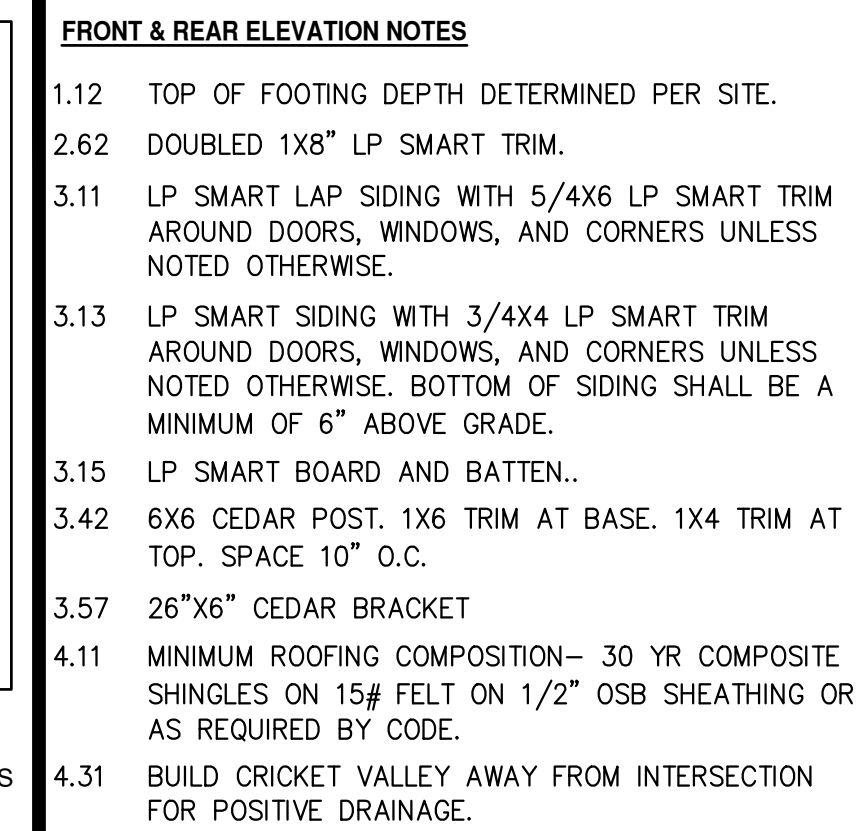 FRONT & REAR ELEVATION NOTES
1.12 TOP OF FOOTING DEPTH DETERMINED PER SITE.
2.62 DOUBLED 1X8” LP SMART TRIM.
3.11 LP SMART LAP SIDING WITH 5/4X6 LP SMART TRIM
AROUND DOORS, WINDOWS, AND CORNERS UNLESS
NOTED OTHERWISE.
3.13 LP SMART SIDING WITH 3/4X4 LP SMART TRIM
AROUND DOORS, WINDOWS, AND CORNERS UNLESS
NOTED OTHERWISE. BOTTOM OF SIDING SHALL BE A
MINIMUM OF 6” ABOVE GRADE.
3.15 LP SMART BOARD AND BATTEN..
3.42 6X6 CEDAR POST. 1X6 TRIM AT BASE. 1X4 TRIM AT
TOP. SPACE 10” O.C.
3.57 26”X6” CEDAR BRACKET
4.11 MINIMUM ROOFING COMPOSITION– 30 YR COMPOSITE
SHINGLES ON 15# FELT ON 1/2” OSB SHEATHING OR
AS REQUIRED BY CODE.
S
4.31 BUILD CRICKET VALLEY AWAY FROM INTERSECTION
FOR POSITIVE DRAINAGE.